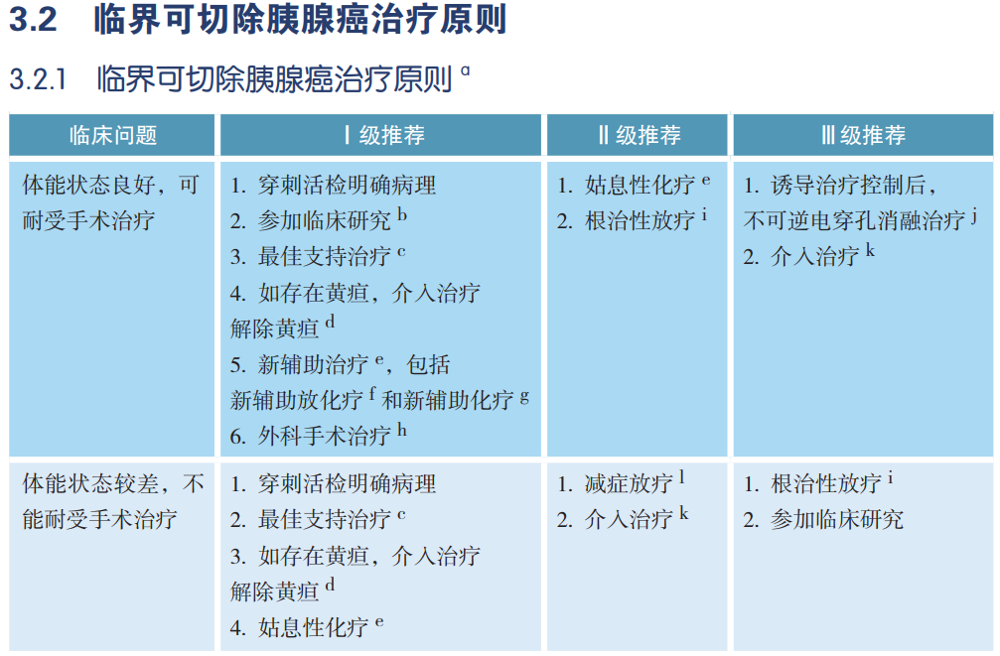 3.2 临界可切除胰腺癌治疗原则
3.2.1 临界可切除胰腺癌治疗原则 a
临床问题
Ⅰ级推荐
Ⅱ级推荐
Ⅲ级推荐
体能状态良好，可
耐受手术治疗
1. 穿刺活检明确病理
2. 参加临床研究 b
3. 最佳支持治疗 c
4. 如存在黄疸，介入治疗
解除黄疸 d
5. 新辅助治疗 e，包括
新辅助放化疗 f 和新辅助化疗 g
6. 外科手术治疗 h
1. 姑息性化疗 e
2. 根治性放疗 i
1. 诱导治疗控制后，
不可逆电穿孔消融治疗 j
2. 介入治疗 k
体能状态较差，不
能耐受手术治疗
1. 穿刺活检明确病理
2. 最佳支持治疗 c
3. 如存在黄疸，介入治疗
解除黄疸 d
4. 姑息性化疗 e
1. 减症放疗 l
2. 介入治疗 k
1. 根治性放疗 i
2. 参加临床研究